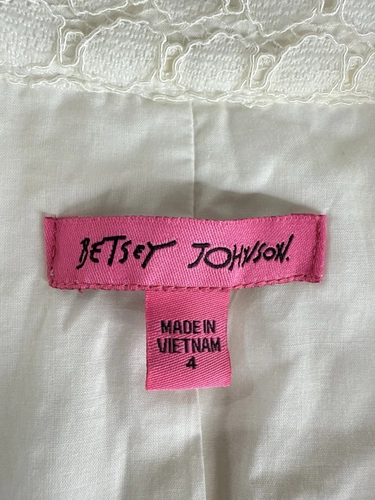 BETSEY JOHNSON.
MADE IN
VIETNAM
4